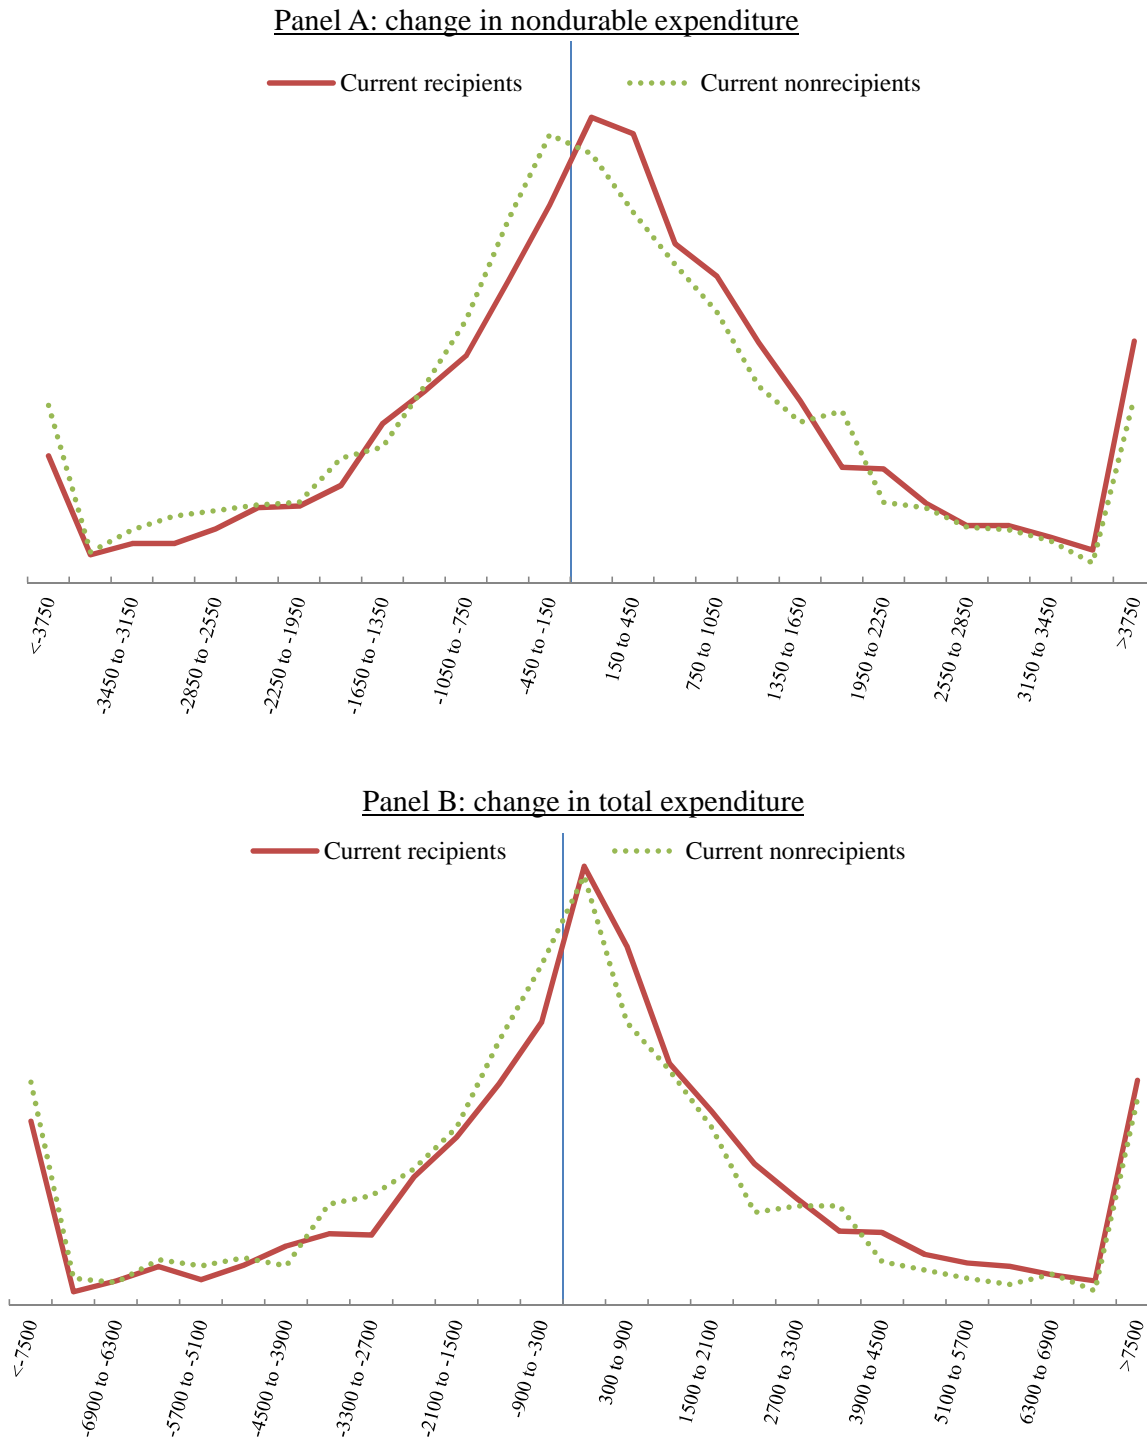 Panel A: change in nondurable expenditure
Current recipients
Current nonrecipients
<-3750
-3450 to -3150
-2850 to -2550
-2250 to -1950
-1650 to -1350
-1050 to -750
-450 to -150
150 to 450
750 to 1050
1350 to 1650
1950 to 2250
2550 to 2850
3150 to 3450
>3750
Panel B: change in total expenditure
Current recipients
Current nonrecipients
<-7500
-6900 to -6300
-5700 to -5100
-4500 to -3900
-3300 to -2700
-2100 to -1500
-900 to -300
300 to 900
1500 to 2100
2700 to 3300
3900 to 4500
5100 to 5700
6300 to 6900
>7500